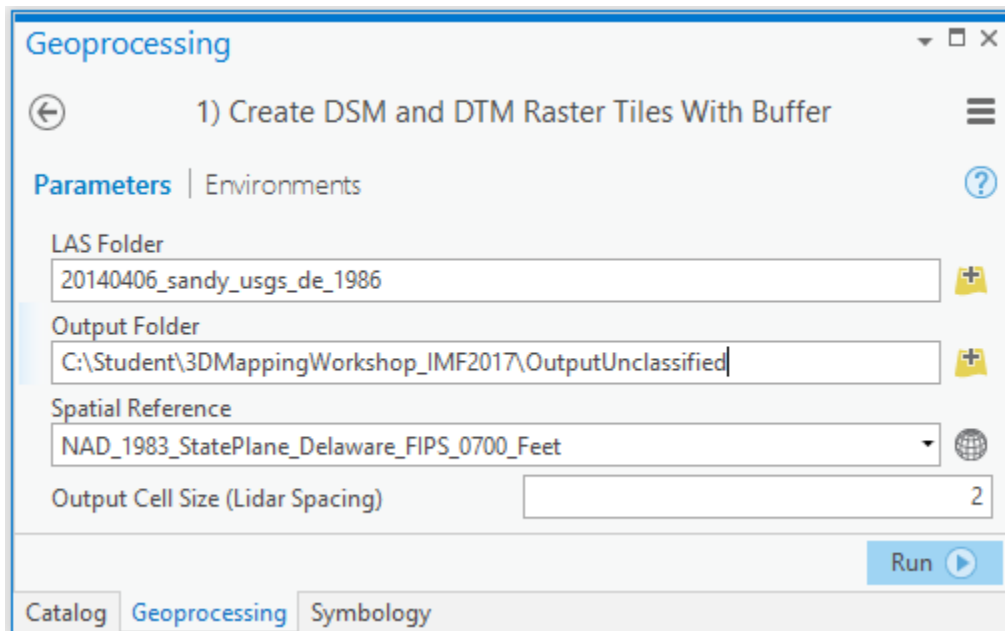 Geoprocessing
1) Create DSM and DTM Raster Tiles With Buffer
Parameters | Environments
?
LAS Folder
20140406_sandy_usgs_de_1986
Output Folder
C:\Student\3DMappingWorkshop_IMF2017\OutputUnclassified
Spatial Reference
NAD_1983_StatePlane_Delaware_FIPS_0700_Feet
Output Cell Size (Lidar Spacing) 2
Run
Catalog Geoprocessing Symbology